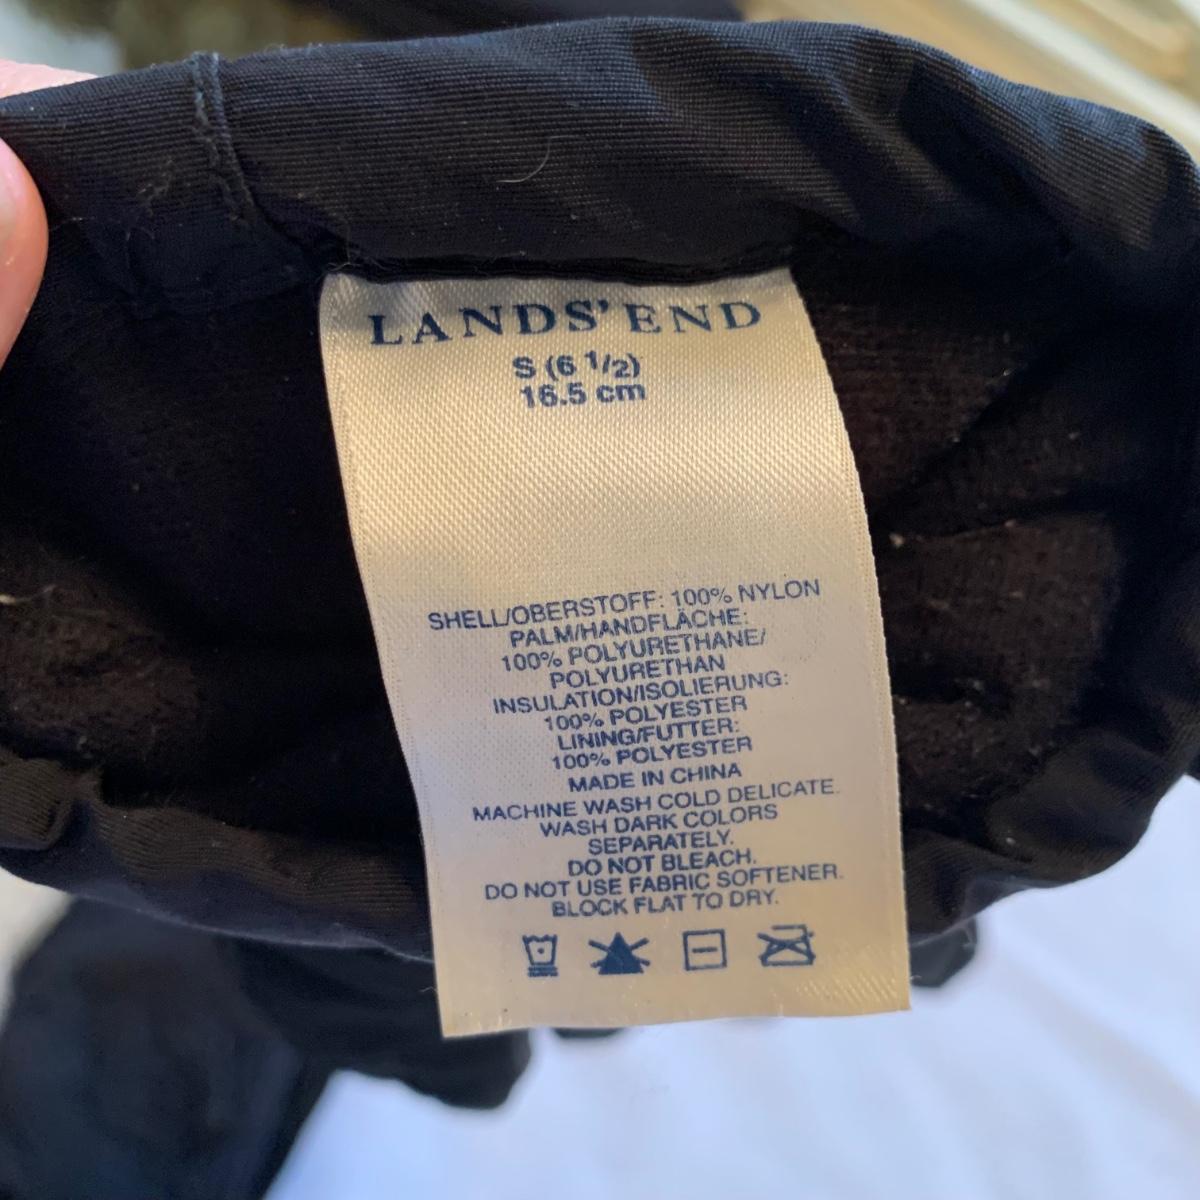 LANDS' END
S (6 1/2)
16.5 cm
SHELL/OBERSTOFF: 100% NYLON
PALM/HANDFLÄCHE:
100% POLYURETHANE/
POLYURETHAN
INSULATION/ISOLIERUNG:
100% POLYESTER
LINING/FUTTER:
100% POLYESTER
MADE IN CHINA
MACHINE WASH COLD DELICATE.
WASH DARK COLORS
SEPARATELY.
DO NOT BLEACH.
DO NOT USE FABRIC SOFTENER.
BLOCK FLAT TO DRY.